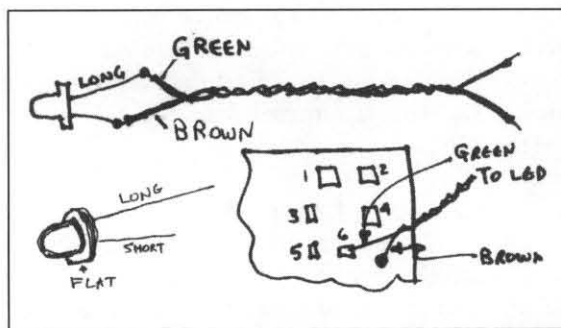 GREEN
LONG
BROWN
GREEN
1 2
TO LED
LONG
3 4
SHORT
6
5
BROWN
FLAT